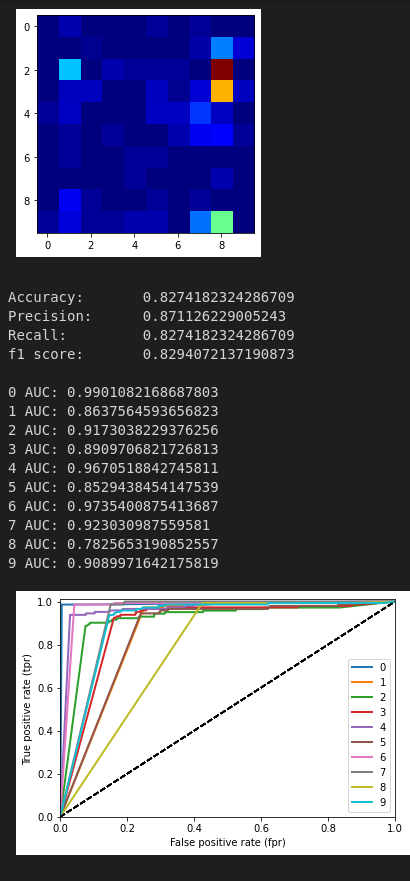 0
2
4
6
8
0 2 4 6 8
Accuracy: 0.8274182324286709
Precision: 0.871126229005243
Recall: 0.8274182324286709
f1 score: 0.8294072137190873
0 AUC: 0.9901082168687803
1 AUC: 0.8637564593656823
2 AUC: 0.9173038229376256
3 AUC: 0.8909706821726813
4 AUC: 0.9670518842745811
5 AUC: 0.8529438454147539
6 AUC: 0.9735400875413687
7 AUC: 0.923030987559581
8 AUC: 0.7825653190852557
9 AUC: 0.9089971642175819
True positive rate (tpr)
1.0
0.8
0.6
0.4
0.2
0.0
0
1
2
3
4
5
6
7
8
9
0.0 0.2 0.4 0.6 0.8 1.0
False positive rate (fpr)